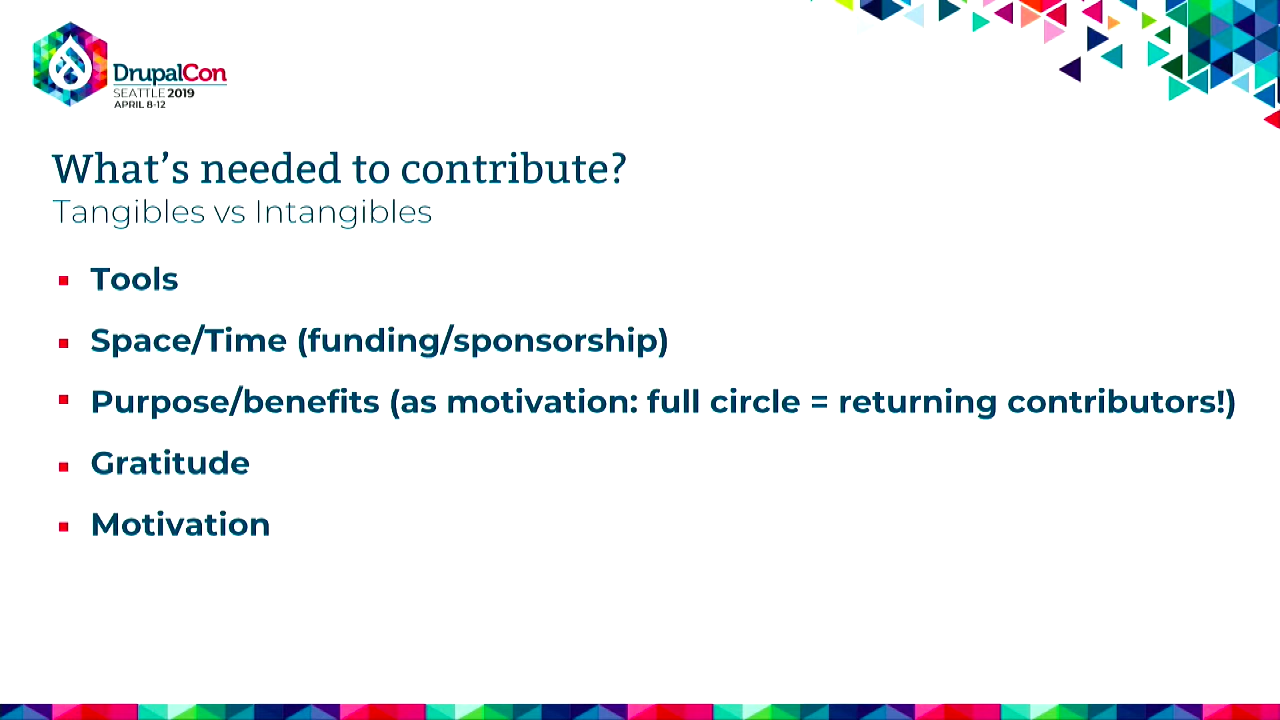 DrupalCon
SEATTLE 2019
APRIL 8-12
What's needed to contribute?
Tangibles vs Intangibles
Tools
Space/Time (funding/sponsorship)
Purpose/benefits (as motivation: full circle = returning contributors!)
Gratitude
Motivation